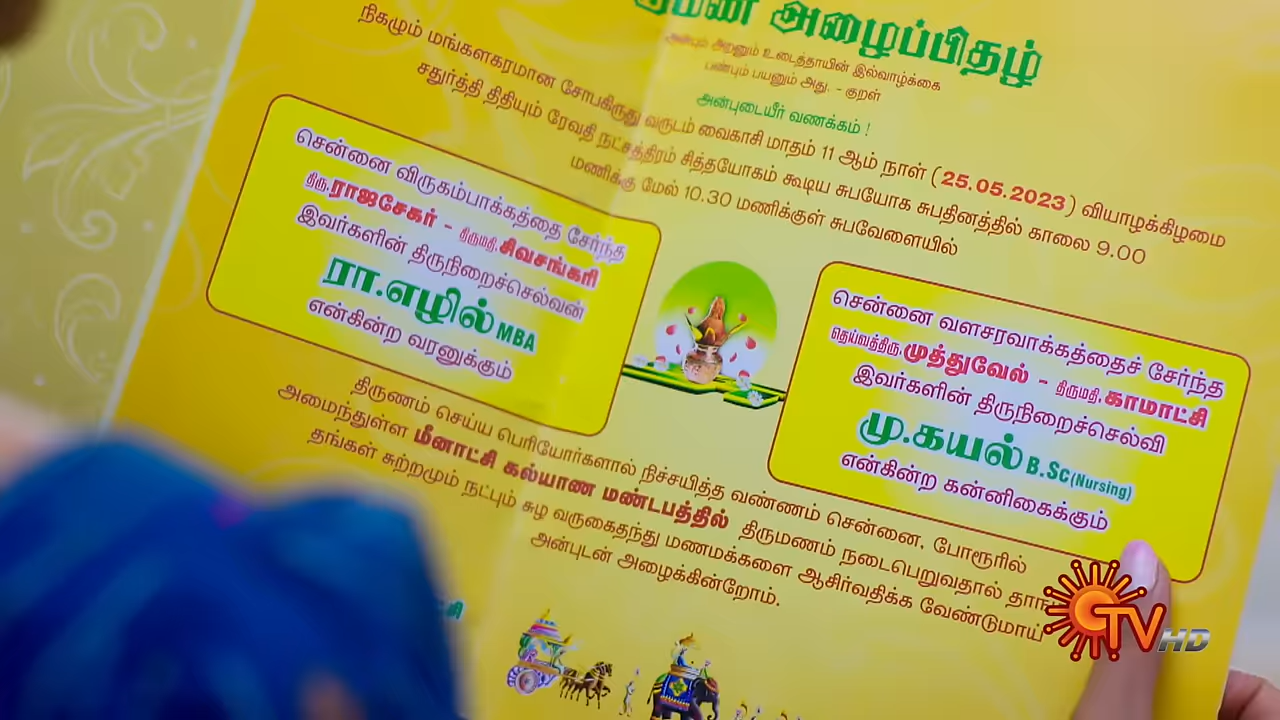 அழைப்பிதழ்
அன்பும் அறனும் உடைத்தாயின் இல்வாழ்க்கை
பண்பும் பயனும் அது. - குறள்
அன்புடையீர் வணக்கம் !
நிகழும் மங்களகரமான சோபகிருது வருடம் வைகாசி மாதம் 11 ஆம் நாள் (25.05.2023) வியாழக்கிழமை
சதுர்த்தி திதியும் ரேவதி நட்சத்திரம் சித்தயோகம் கூடிய சுபயோக சுபதினத்தில் காலை 9.00
மணிக்கு மேல் 10.30 மணிக்குள் சுபவேளையில்
சென்னை விருகம்பாக்கத்தை சேர்ந்த
திரு.ராஜசேகர் - திருமதி.சிவசங்கரி
இவர்களின் திருநிறைச்செல்வன்
ரா.எழில் MBA
என்கின்ற வரனுக்கும்
சென்னை வளசரவாக்கத்தைச் சேர்ந்த
தெய்வத்திரு.முத்துவேல் - திருமதி.காமாட்சி
இவர்களின் திருநிறைச்செல்வி
மு.கயல் B.Sc(Nursing)
என்கின்ற கன்னிகைக்கும்
திருணம் செய்ய பெரியோர்களால் நிச்சயித்த வண்ணம் சென்னை, போரூரில்
அமைந்துள்ள மீனாட்சி கல்யாண மண்டபத்தில் திருமணம் நடைபெறுவதால்
தங்கள் சுற்றமும் நட்பும் சுழ வருகைதந்து மணமக்களை ஆசிர்வதிக்க வேண்டுமாய்
அன்புடன் அழைக்கின்றோம்.
TV HD